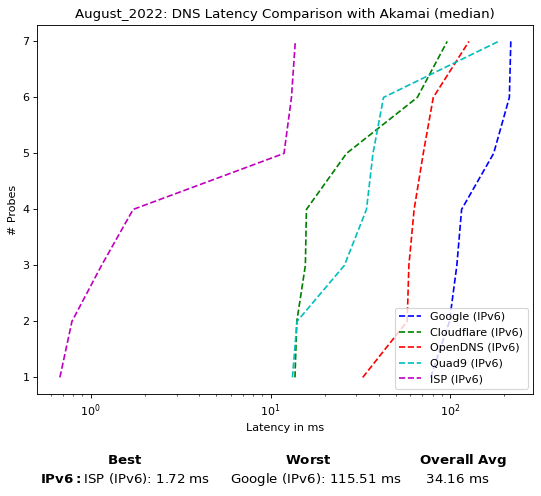 August_2022: DNS Latency Comparison with Akamai (median)
7
6
5
4
3
2
1
# Probes
Google (IPv6)
Cloudflare (IPv6)
OpenDNS (IPv6)
Quad9 (IPv6)
ISP (IPv6)
10⁰ 10¹ 10²
Latency in ms
Best Worst Overall Avg
IPv6: ISP (IPv6): 1.72 ms Google (IPv6): 115.51 ms 34.16 ms